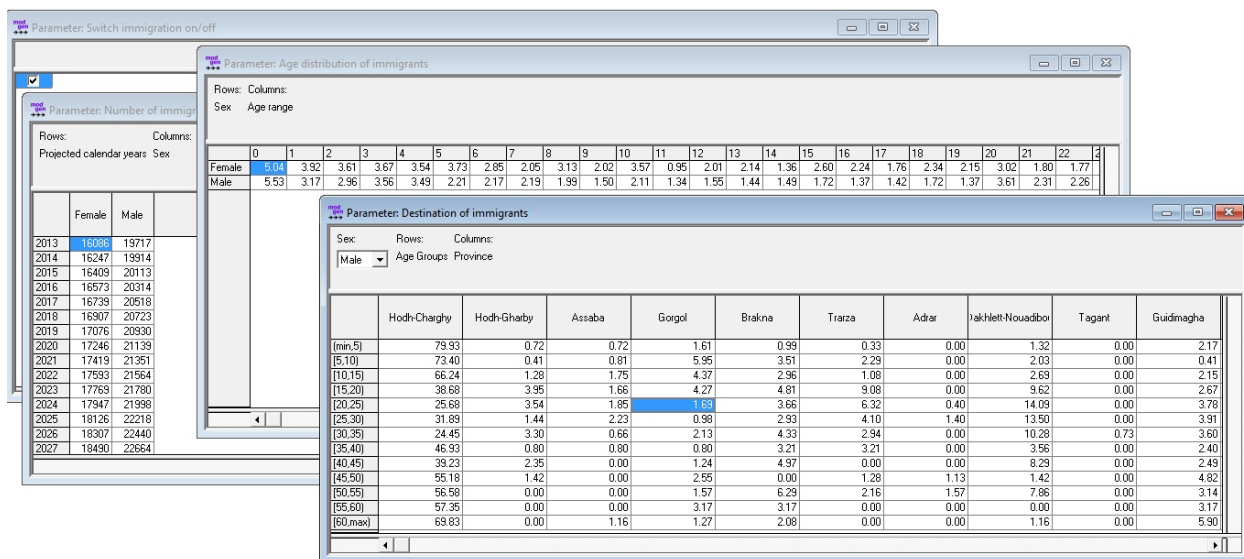 mod gen Parameter: Switch immigration on/off
mod gen Parameter: Age distribution of immigrants
Rows: Columns:
Sex Age range
0 1 2 3 4 5 6 7 8 9 10 11 12 13 14 15 16 17 18 19 20 21 22
Female 5.04 3.92 3.61 3.67 3.54 3.73 2.85 2.05 3.13 2.02 3.57 0.95 2.01 2.14 1.36 2.60 2.24 1.76 2.34 2.15 3.02 1.80 1.77
Male 5.53 3.17 2.96 3.56 3.49 2.21 2.17 2.19 1.99 1.50 2.11 1.34 1.55 1.44 1.49 1.72 1.37 1.42 1.72 1.37 3.61 2.31 2.26
mod gen Parameter: Number of immigr
Rows: Columns:
Projected calendar years Sex
Female Male
2013 16086 19717
2014 16247 19914
2015 16409 20113
2016 16573 20314
2017 16739 20518
2018 16907 20723
2019 17076 20930
2020 17246 21139
2021 17419 21351
2022 17593 21564
2023 17769 21780
2024 17947 21998
2025 18126 22218
2026 18307 22440
2027 18490 22664
mod gen Parameter: Destination of immigrants
Sex: Rows: Columns:
Male Age Groups Province
Hodh-Charghy Hodh-Gharby Assaba Gorgol Brakna Trarza Adrar akhlett-Nouadibo Tagant Guidimagha
(min,5) 79.93 0.72 0.72 1.61 0.99 0.33 0.00 1.32 0.00 2.17
[5,10) 73.40 0.41 0.81 5.95 3.51 2.29 0.00 2.03 0.00 0.41
[10,15) 66.24 1.28 1.75 4.37 2.96 1.08 0.00 2.69 0.00 2.15
[15,20) 38.68 3.95 1.66 4.27 4.81 9.08 0.00 9.62 0.00 2.67
[20,25) 25.68 3.54 1.85 1.69 3.66 6.32 0.40 14.09 0.00 3.78
[25,30) 31.89 1.44 2.23 0.98 2.93 4.10 1.40 13.50 0.00 3.91
[30,35) 24.45 3.30 0.66 2.13 4.33 2.94 0.00 10.28 0.73 3.60
[35,40) 46.93 0.80 0.80 0.80 3.21 3.21 0.00 3.56 0.00 2.40
[40,45) 39.23 2.35 0.00 1.24 4.97 0.00 0.00 8.29 0.00 2.49
[45,50) 55.18 1.42 0.00 2.55 0.00 1.28 1.13 1.42 0.00 4.82
[50,55) 56.58 0.00 0.00 1.57 6.29 2.16 1.57 7.86 0.00 3.14
[55,60) 57.35 0.00 0.00 3.17 3.17 0.00 0.00 0.00 0.00 3.17
[60,max) 69.83 0.00 1.16 1.27 2.08 0.00 0.00 1.16 0.00 5.90